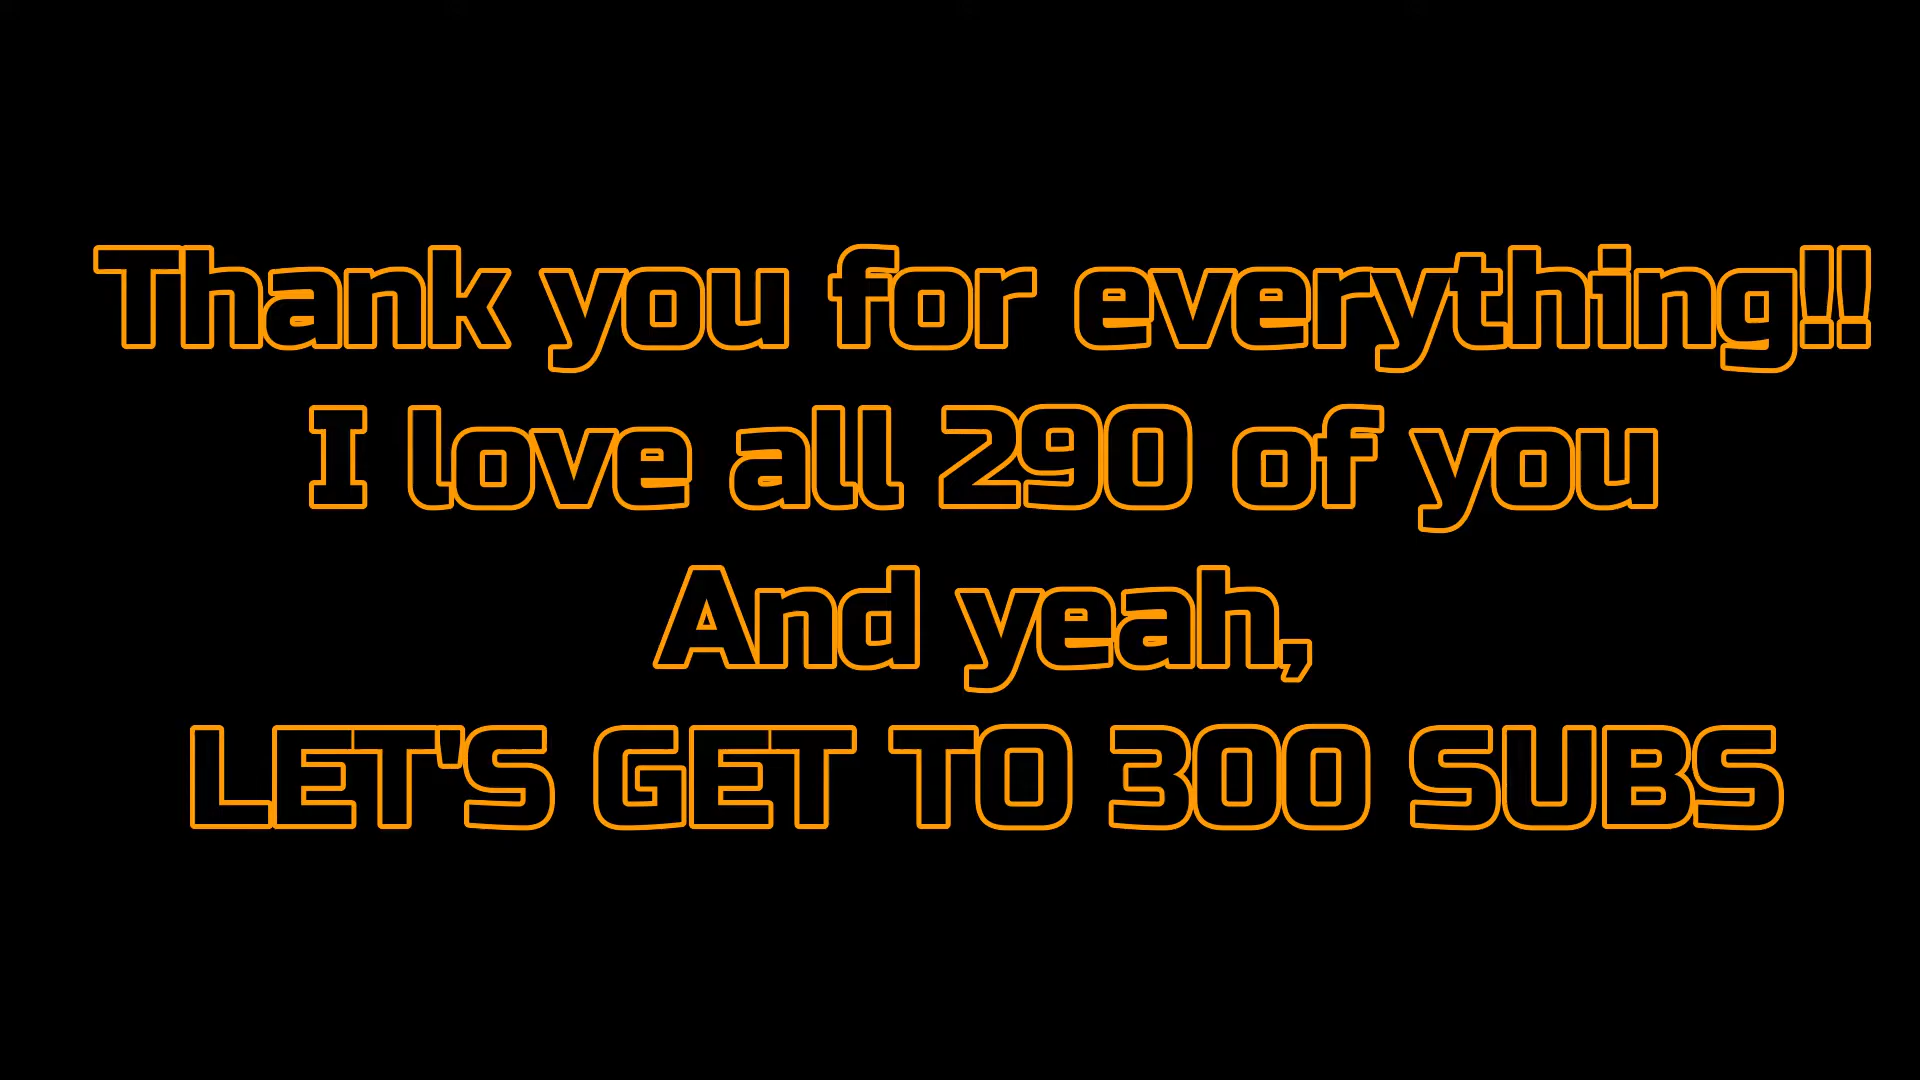 Thank you for everything!!
I love all 290 of you
And yeah,
LET'S GET TO 300 SUBS